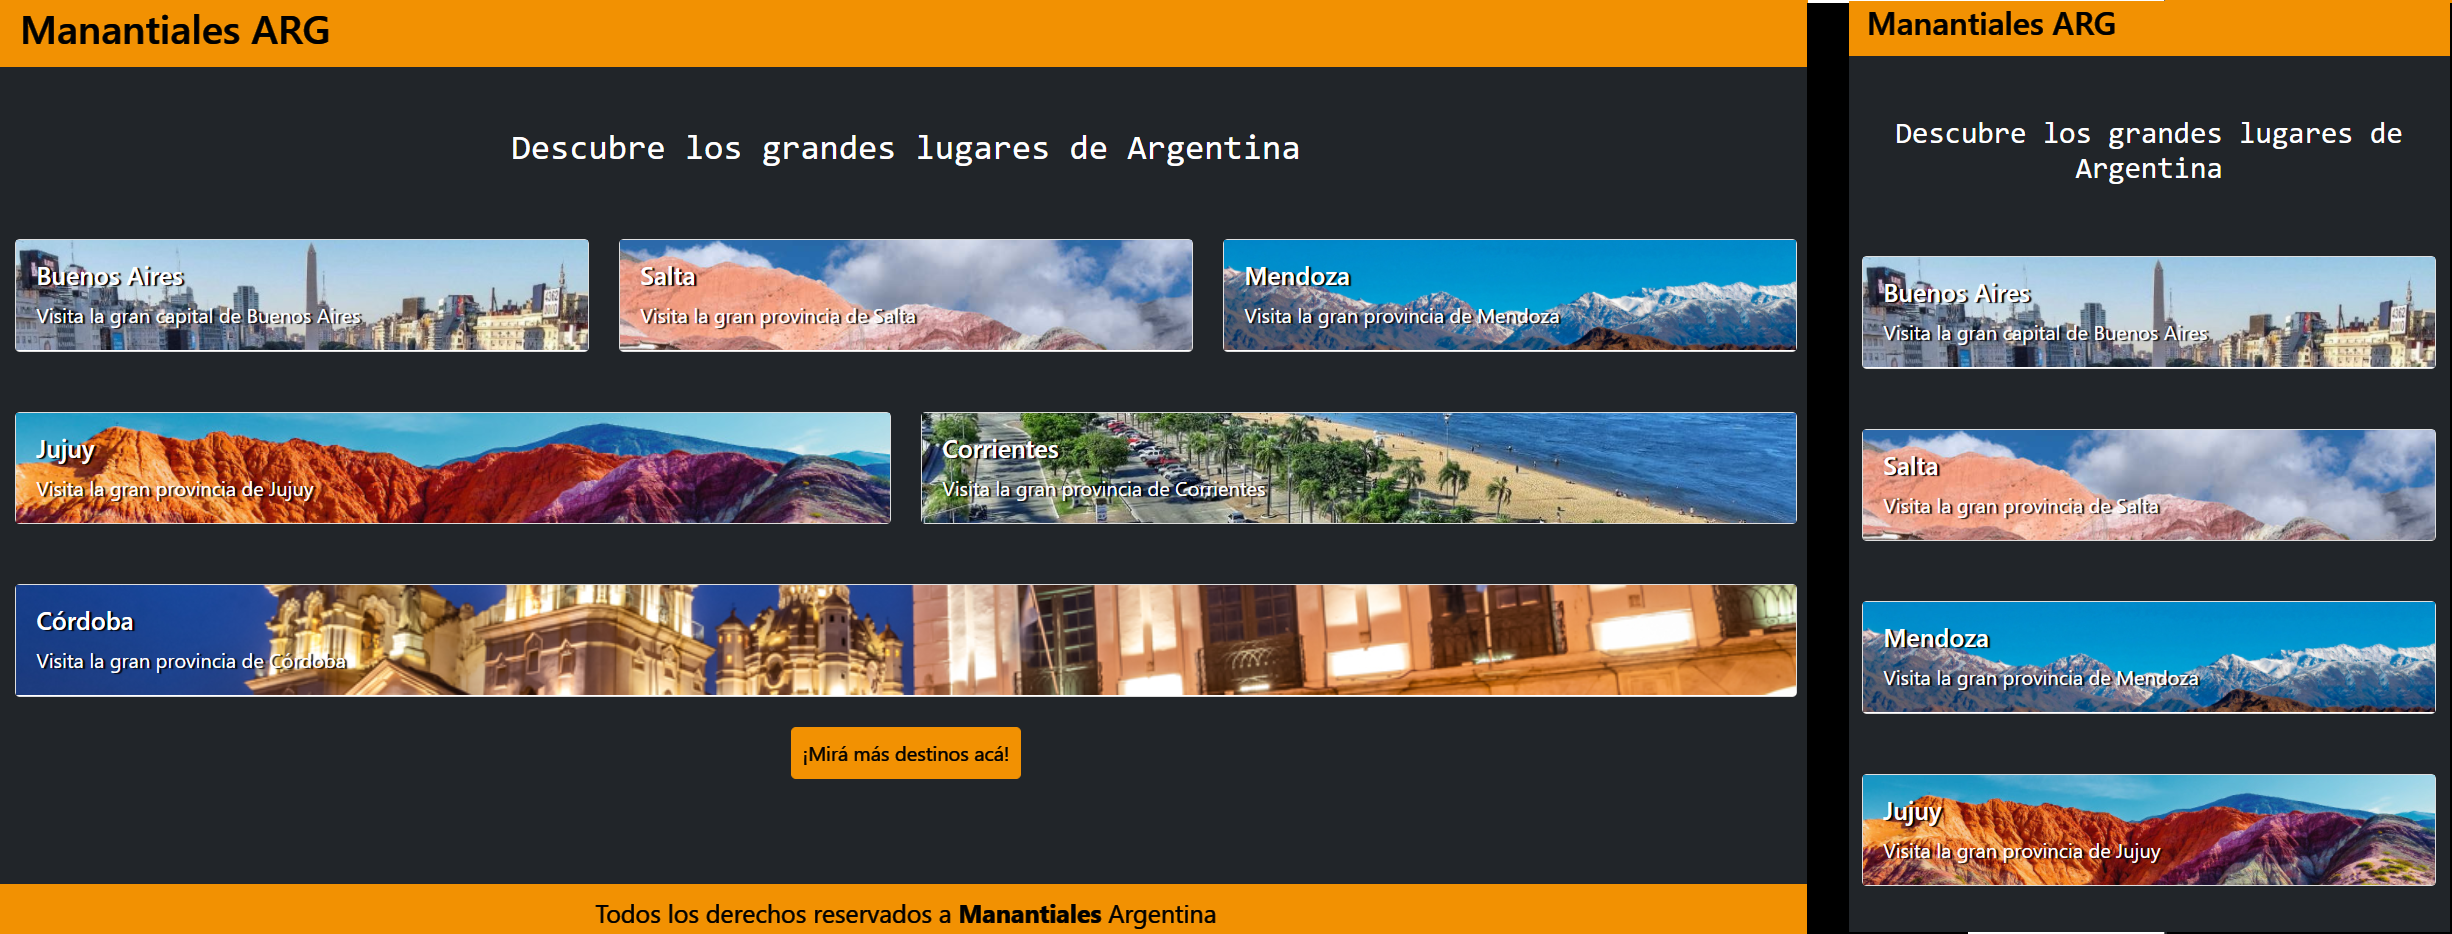 Manantiales ARG
Descubre los grandes lugares de Argentina
Buenos Aires
Visita la gran capital de Buenos Aires
Salta
Visita la gran provincia de Salta
Mendoza
Visita la gran provincia de Mendoza
Jujuy
Visita la gran provincia de Jujuy
Corrientes
Visita la gran provincia de Corrientes
Córdoba
Visita la gran provincia de Córdoba
¡Mirá más destinos acá!
Todos los derechos reservados a Manantiales Argentina
Manantiales ARG
Descubre los grandes lugares de
Argentina
Buenos Aires
Visita la gran capital de Buenos Aires
Salta
Visita la gran provincia de Salta
Mendoza
Visita la gran provincia de Mendoza
Jujuy
Visita la gran provincia de Jujuy